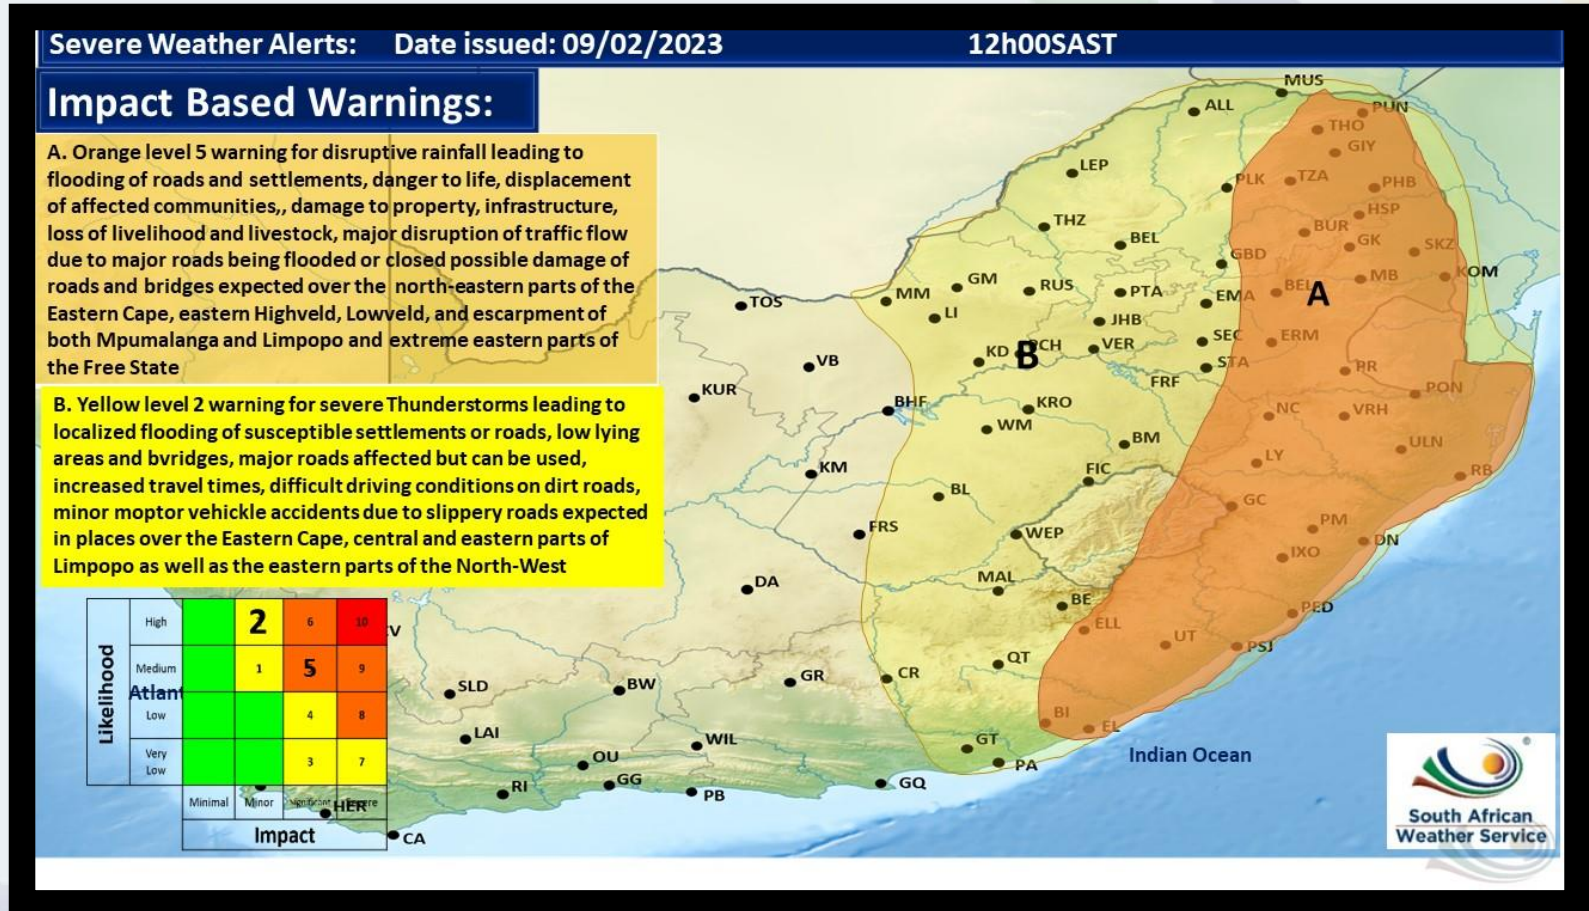 Severe Weather Alerts: Date issued: 09/02/2023 12h00SAST
Impact Based Warnings:
A. Orange level 5 warning for disruptive rainfall leading to
flooding of roads and settlements, danger to life, displacement
of affected communities,, damage to property, infrastructure,
loss of livelihood and livestock, major disruption of traffic flow
due to major roads being flooded or closed possible damage of
roads and bridges expected over the north-eastern parts of the
Eastern Cape, eastern Highveld, Lowveld, and escarpment of
both Mpumalanga and Limpopo and extreme eastern parts of
the Free State
B. Yellow level 2 warning for severe Thunderstorms leading to
localized flooding of susceptible settlements or roads, low lying
areas and bvridges, major roads affected but can be used,
increased travel times, difficult driving conditions on dirt roads,
minor moptor vehickle accidents due to slippery roads expected
in places over the Eastern Cape, central and eastern parts of
Limpopo as well as the eastern parts of the North-West
MUS
ALL
PUN
THO
GIY
LEP
PLK
TZA
PHB
HSP
THZ
BUR
BEL
GK
SKZ
GBD
KOM
MB
GM
RUS
PTA
BEL
A
MM
EMA
TOS
LI
JHB
SEC
ERM
KD
B
VER
VB
STA
PR
FRF
KUR
PON
BHF
KRO
NC
VRH
WM
BM
ULN
LY
KM
FIC
RB
BL
GC
FRS
WEP
PM
DN
IXO
DA
MAL
BE
PED
ELL
UT
PSJ
QT
CR
GR
SLD
BW
BI
EL
LAI
WIL
GT
PA
OU
GG
RI
PB
GQ
HER
CA
Indian Ocean
Atlant
Likelihood
High
2
6
10
Medium
1
5
9
Low
4
8
Very
Low
3
7
Minimal
Minor
Impact
South African
Weather Service